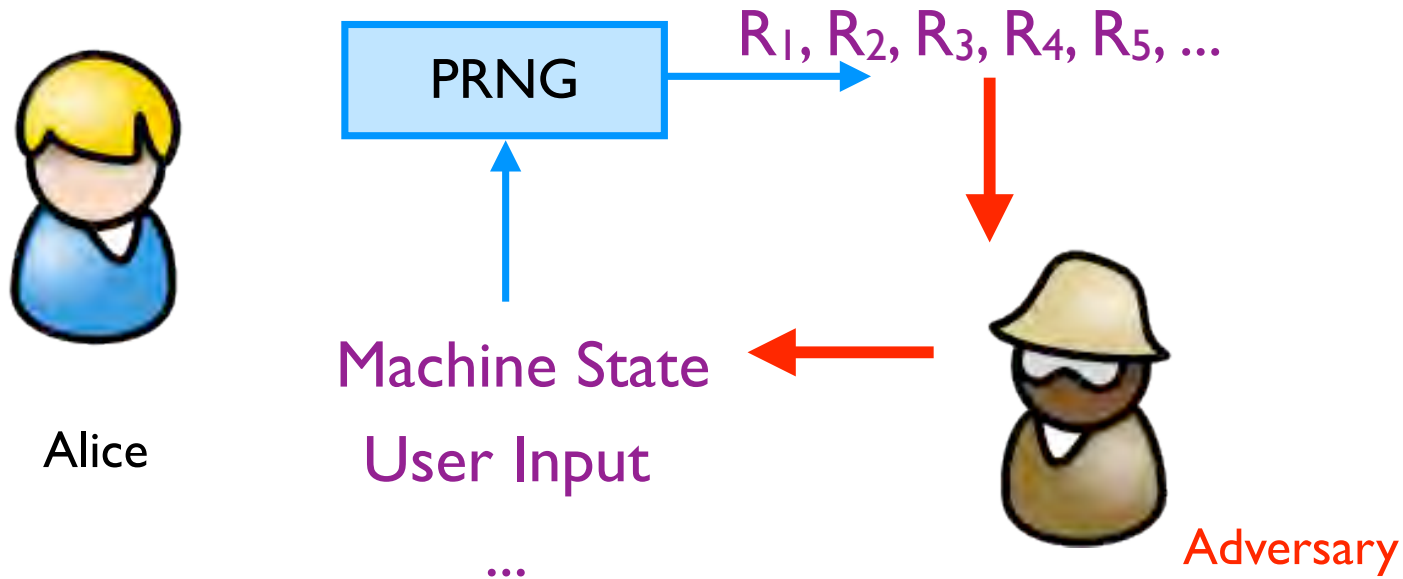 R₁, R₂, R₃, R₄, R₅, ...
PRNG
Machine State
Alice
User Input
Adversary
...